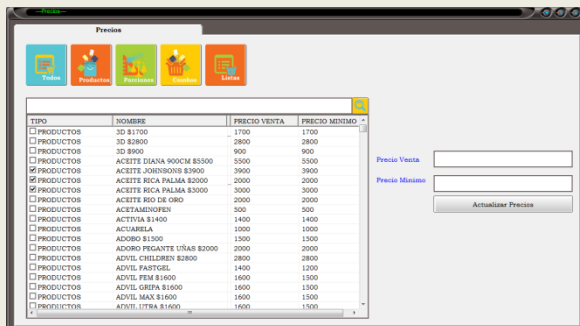 —Precios—
Precios
Todos
Productos
Porciones
Combos
Listas
TIPO NOMBRE PRECIO VENTA PRECIO MINIMO
PRODUCTOS 3D $1700 1700 1700
PRODUCTOS 3D $2800 2800 2800
PRODUCTOS 3D $900 900 900
PRODUCTOS ACEITE DIANA 900CM $5500 5500 5500
PRODUCTOS ACEITE JOHNSONS $3900 3900 3900
PRODUCTOS ACEITE RICA PALMA $2000 2000 2000
PRODUCTOS ACEITE RICA PALMA $3000 3000 3000
PRODUCTOS ACEITE RIO DE ORO 2000 2000
PRODUCTOS ACETAMINOFEN 500 500
PRODUCTOS ACTIVIA $1400 1400 1400
PRODUCTOS ACUARELA 1000 1000
PRODUCTOS ADOBO $1500 1500 1500
PRODUCTOS ADORO PEGANTE UÑAS $2000 2000 2000
PRODUCTOS ADVIL CHILDREN $2800 2800 2800
PRODUCTOS ADVIL FASTGEL 1400 1200
PRODUCTOS ADVIL FEM $1600 1600 1500
PRODUCTOS ADVIL GRIPA $1600 1600 1500
PRODUCTOS ADVIL MAX $1600 1600 1500
PRODUCTOS ADVIL UTRA $1600 1600 1500
Precio Venta
Precio Minimo
Actualizar Precios